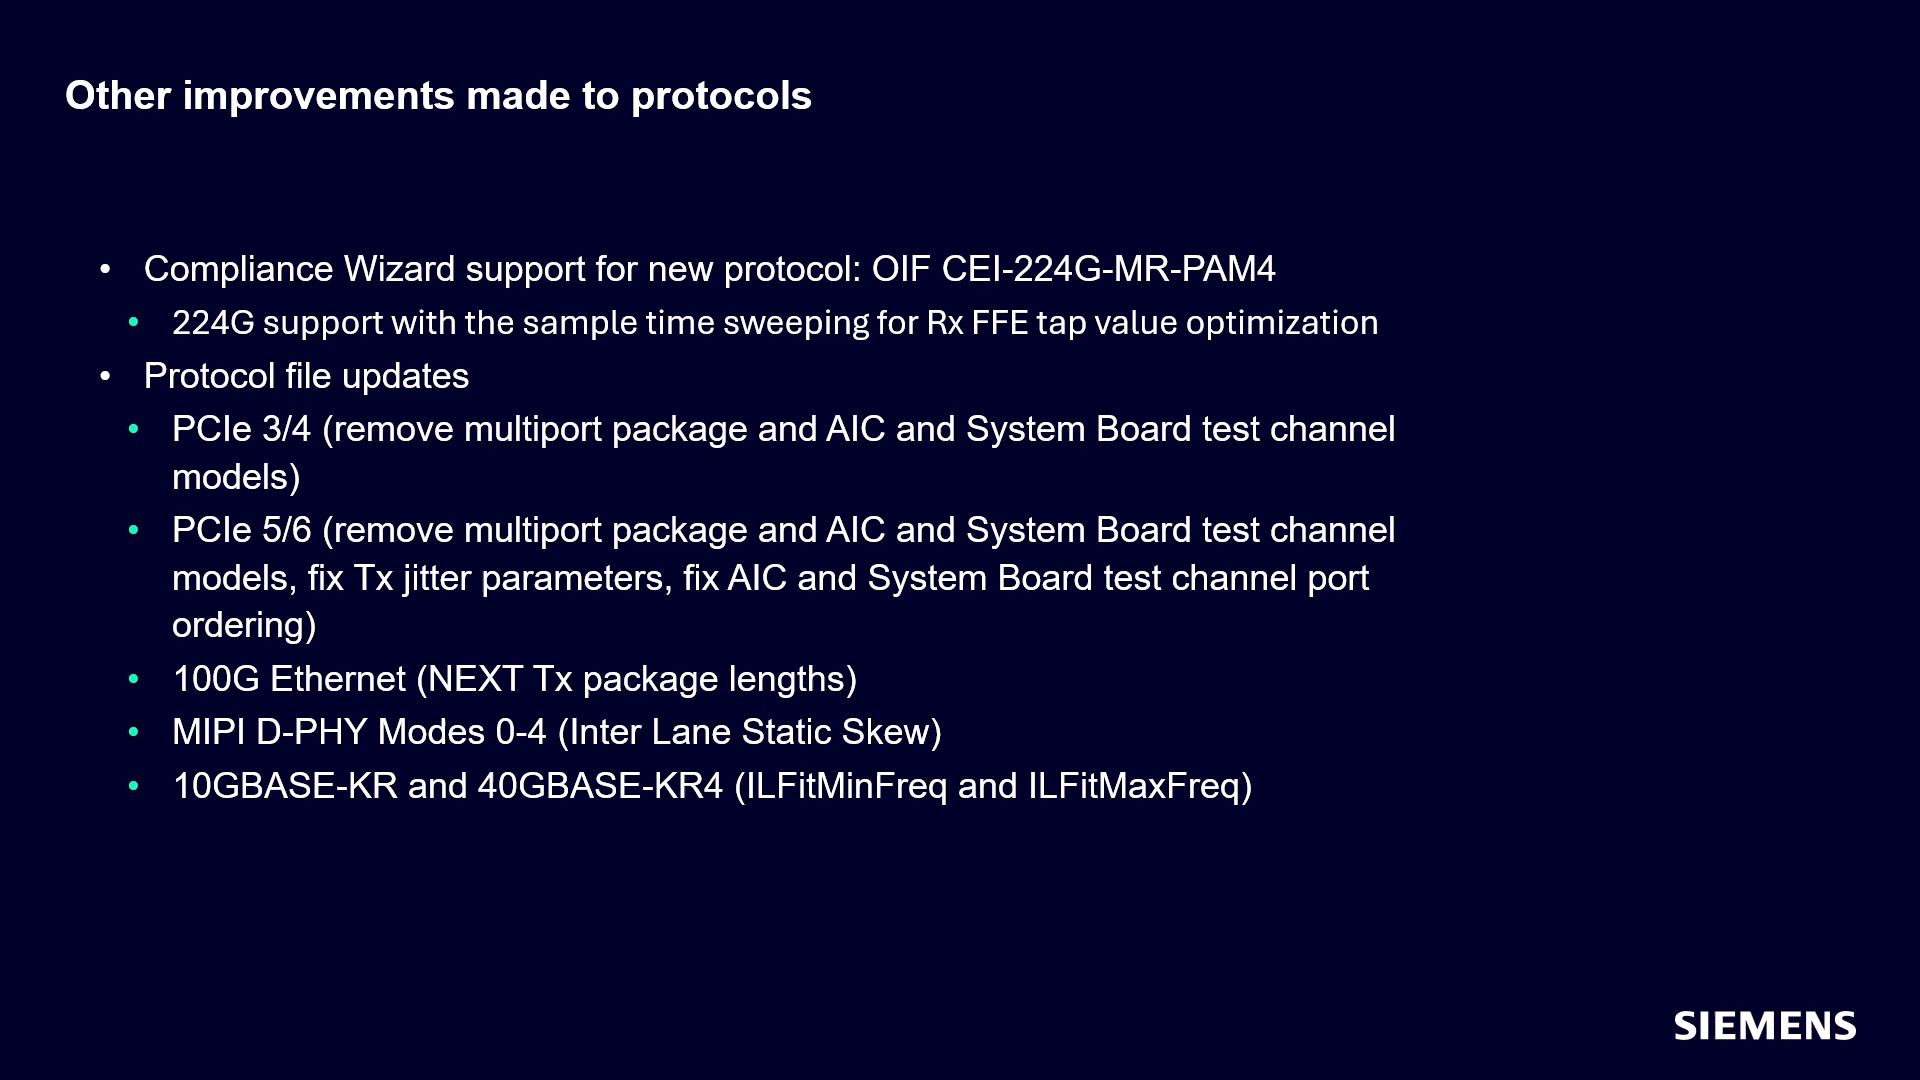 Other improvements made to protocols
• Compliance Wizard support for new protocol: OIF CEI-224G-MR-PAM4
• 224G support with the sample time sweeping for Rx FFE tap value optimization
• Protocol file updates
• PCIe 3/4 (remove multiport package and AIC and System Board test channel
models)
• PCIe 5/6 (remove multiport package and AIC and System Board test channel
models, fix Tx jitter parameters, fix AIC and System Board test channel port
ordering)
• 100G Ethernet (NEXT Tx package lengths)
• MIPI D-PHY Modes 0-4 (Inter Lane Static Skew)
• 10GBASE-KR and 40GBASE-KR4 (ILFitMinFreq and ILFitMaxFreq)
SIEMENS